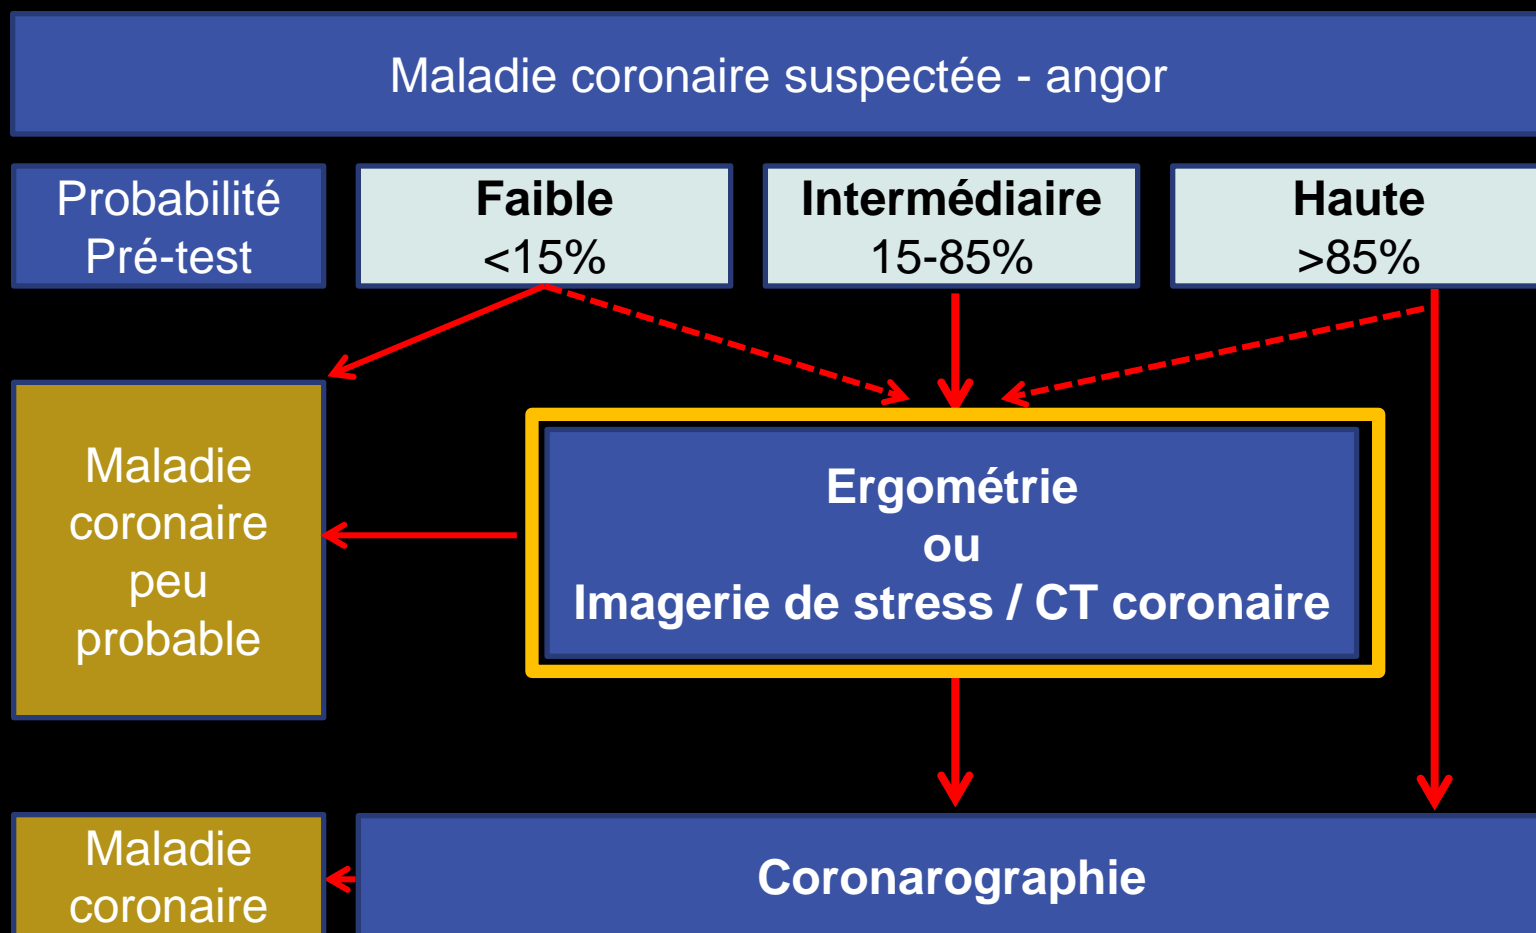 Maladie coronaire suspectée - angor
Probabilité
Pré-test
Faible
<15%
Intermédiaire
15-85%
Haute
>85%
Maladie
coronaire
peu
probable
Ergométrie
ou
Imagerie de stress / CT coronaire
Maladie
coronaire
Coronarographie